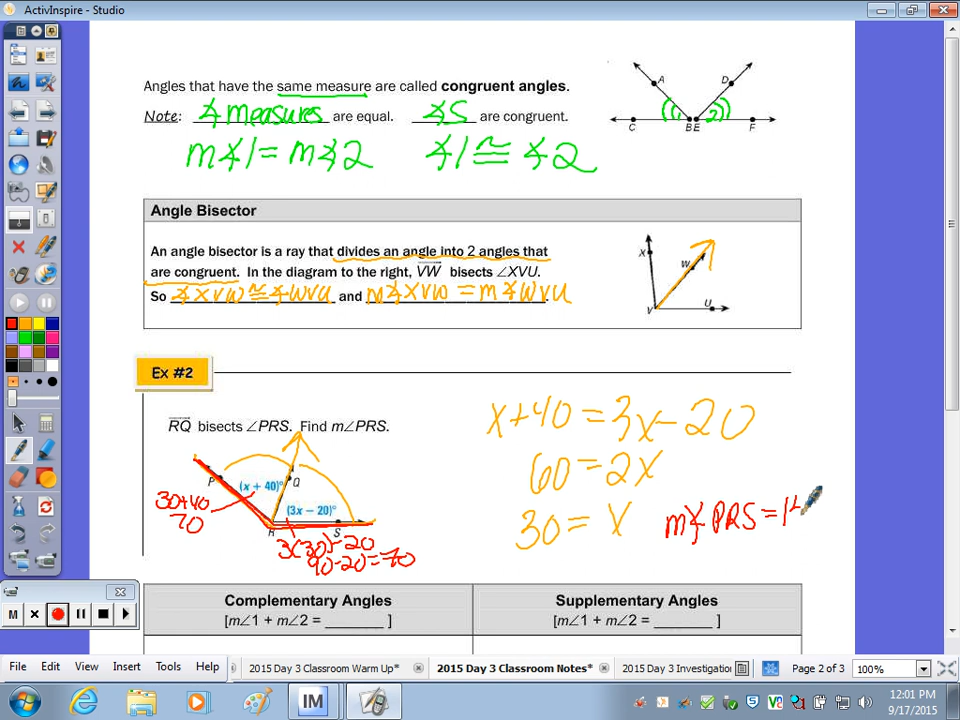 ActivInspire - Studio
Angles that have the same measure are called congruent angles.
Note: ∡ measures are equal. ∡s are congruent.
m∡1 = m∡2 ∡1 ≅ ∡2
A D
1 2
C B E F
Angle Bisector
An angle bisector is a ray that divides an angle into 2 angles that
are congruent. In the diagram to the right, VW bisects ∠XVU.
So ∡XVW ≅ ∡WVU and m∡XVW = m∡WVU
X
W
U
V
Ex #2
RQ bisects ∠PRS. Find m∠PRS.
x+40 = 3x-20
60 = 2x
30 = x
m∡PRS = 14
P
Q
(x + 40)°
(3x − 20)°
R
S
30+40
70
3(30)-20
90-20=70
Complementary Angles
[m∠1 + m∠2 = _______ ]
Supplementary Angles
[m∠1 + m∠2 = _______ ]
M
File Edit View Insert Tools Help
2015 Day 3 Classroom Warm Up*
2015 Day 3 Classroom Notes*
2015 Day 3 Investigation
Page 2 of 3
100%
IM
12:01 PM
9/17/2015